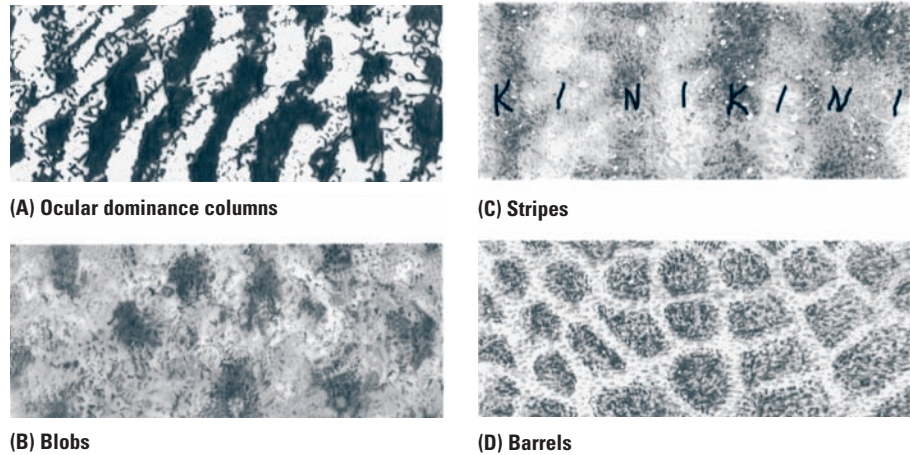 K I N I K I N I
(A) Ocular dominance columns
(C) Stripes
(B) Blobs
(D) Barrels